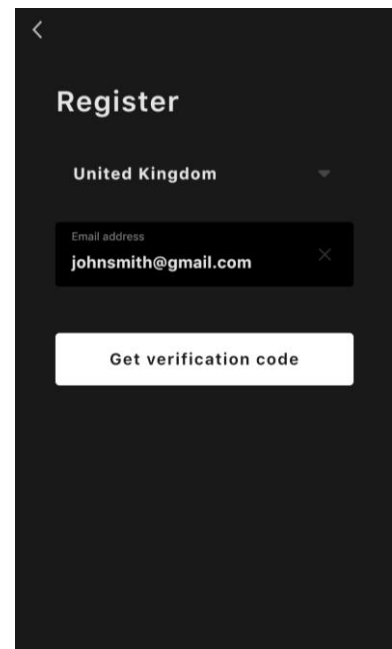 Register
United Kingdom
Email address
johnsmith@gmail.com
Get verification code